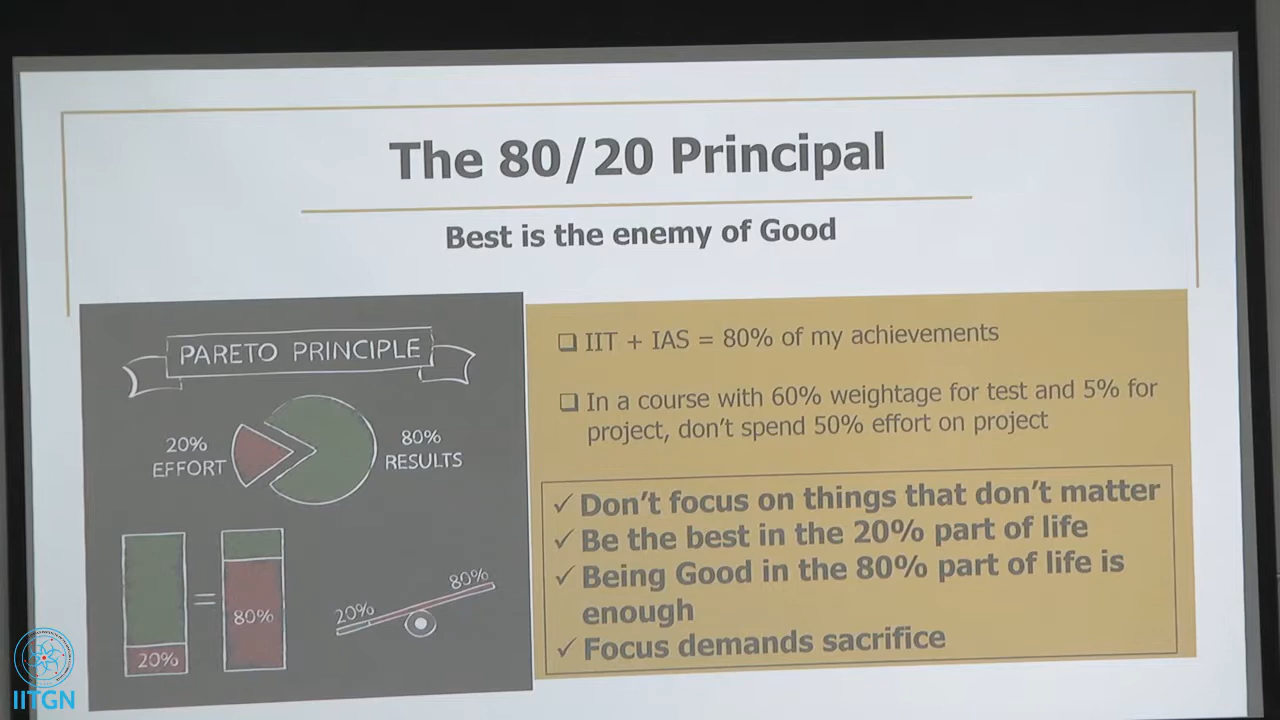 The 80/20 Principal
Best is the enemy of Good
PARETO PRINCIPLE
20%
EFFORT
80%
RESULTS
20%
=
80%
20%
80%
❑ IIT + IAS = 80% of my achievements
❑ In a course with 60% weightage for test and 5% for
project, don't spend 50% effort on project
✓ Don't focus on things that don't matter
✓ Be the best in the 20% part of life
✓ Being Good in the 80% part of life is
enough
✓ Focus demands sacrifice
IITGN